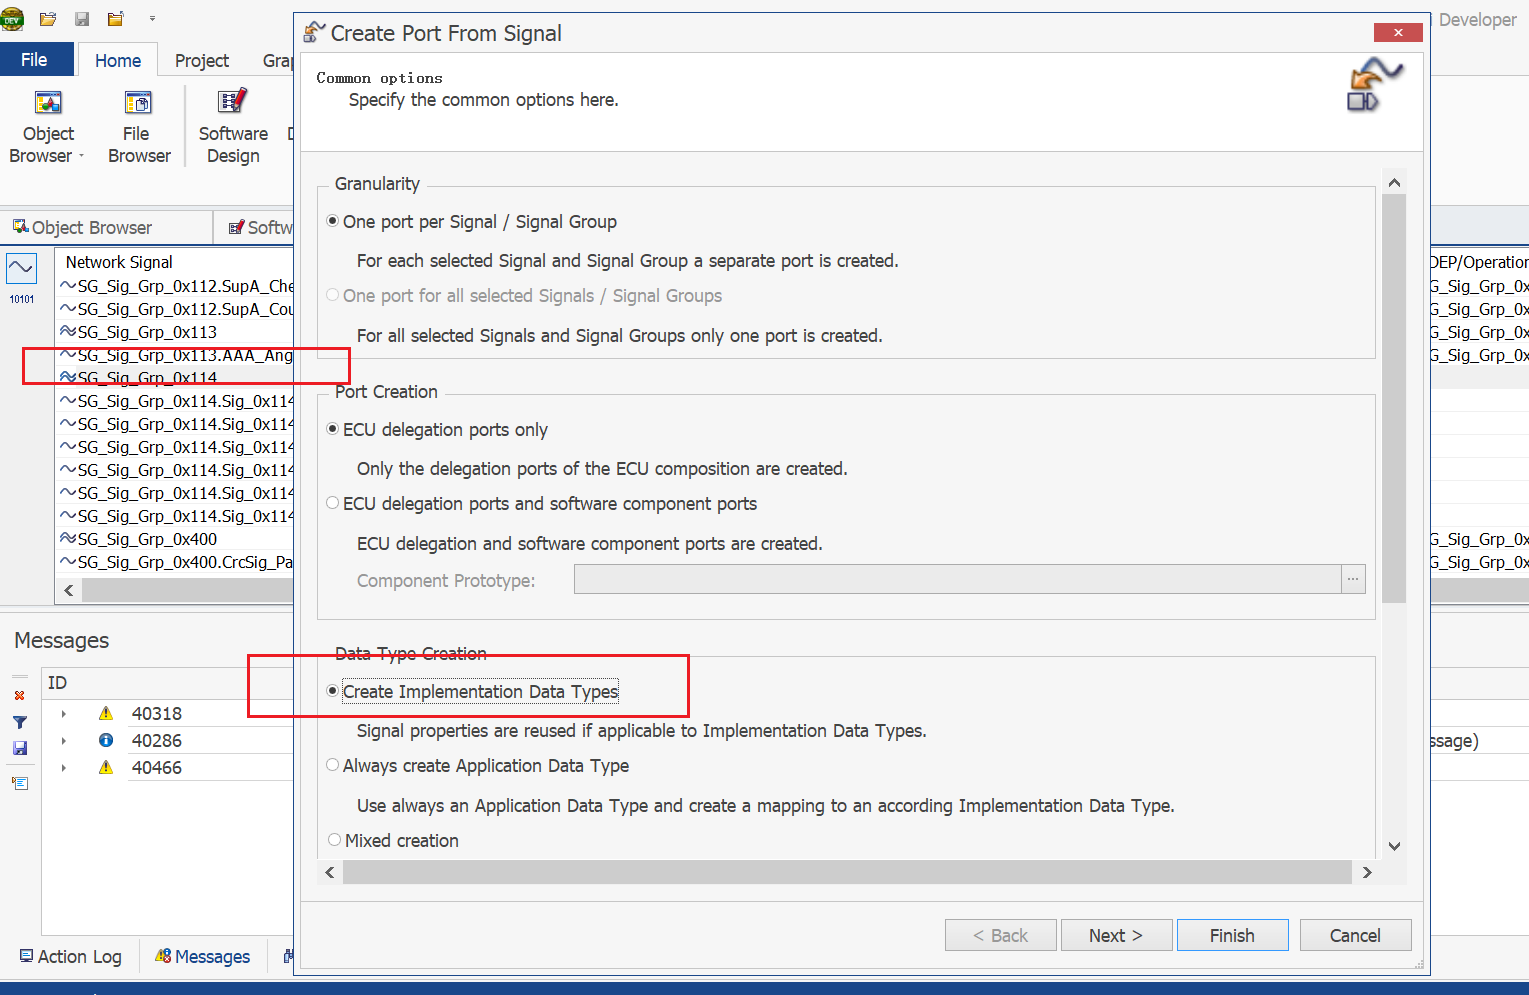 DEV
Create Port From Signal
Developer
File
Home
Project
Common options
Specify the common options here.
Object
Browser
File
Browser
Software
Design
Granularity
One port per Signal / Signal Group
For each selected Signal and Signal Group a separate port is created.
One port for all selected Signals / Signal Groups
For all selected Signals and Signal Groups only one port is created.
Object Browser
Softw
10101
Network Signal
SG_Sig_Grp_0x112.SupA_Che
SG_Sig_Grp_0x112.SupA_Cou
SG_Sig_Grp_0x113
SG_Sig_Grp_0x113.AAA_Ang
SG_Sig_Grp_0x114
SG_Sig_Grp_0x114.Sig_0x114
SG_Sig_Grp_0x114.Sig_0x114
SG_Sig_Grp_0x114.Sig_0x114
SG_Sig_Grp_0x114.Sig_0x114
SG_Sig_Grp_0x114.Sig_0x114
SG_Sig_Grp_0x114.Sig_0x114
SG_Sig_Grp_0x400
SG_Sig_Grp_0x400.CrcSig_Pa
DEP/Operation
G_Sig_Grp_0x
G_Sig_Grp_0x
G_Sig_Grp_0x
G_Sig_Grp_0x
G_Sig_Grp_0x
G_Sig_Grp_0x
Port Creation
ECU delegation ports only
Only the delegation ports of the ECU composition are created.
ECU delegation ports and software component ports
ECU delegation and software component ports are created.
Component Prototype:
...
Data Type Creation
Create Implementation Data Types
Signal properties are reused if applicable to Implementation Data Types.
Always create Application Data Type
Use always an Application Data Type and create a mapping to an according Implementation Data Type.
Mixed creation
Messages
ID
40318
40286
40466
ssage)
< Back
Next >
Finish
Cancel
Action Log
Messages